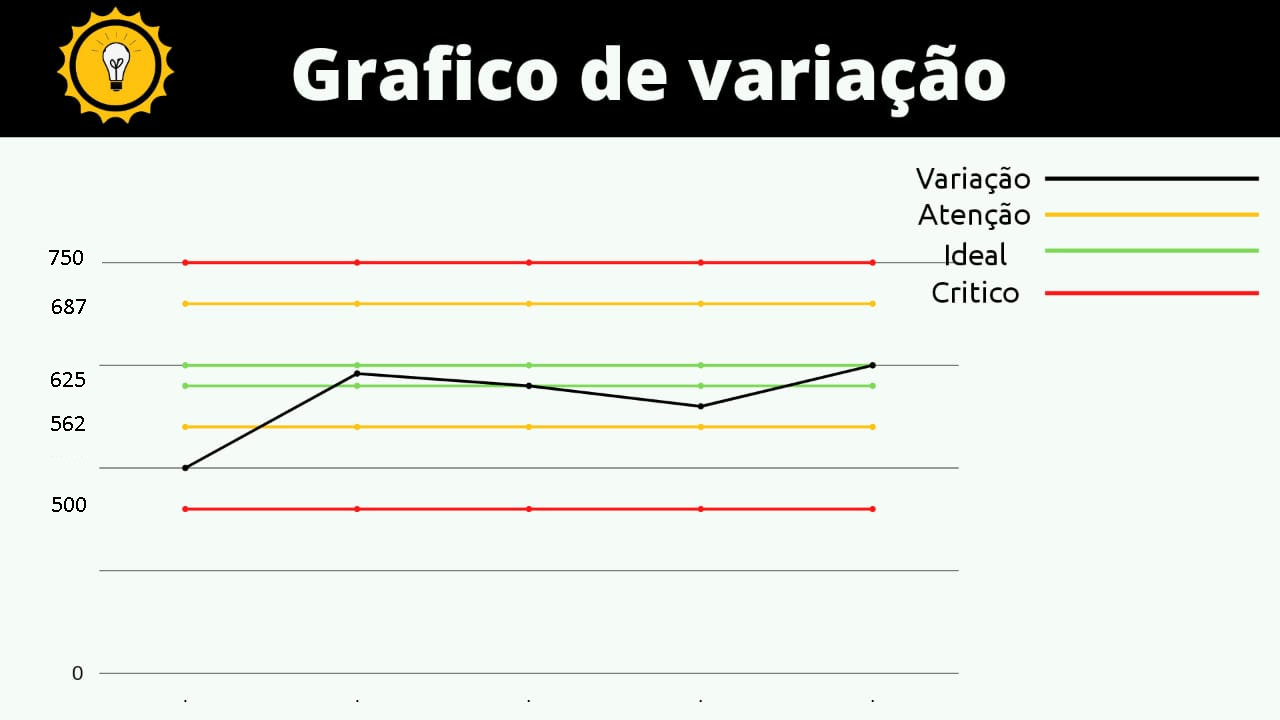 Grafico de variação
Variação
Atenção
Ideal
Critico
750
687
625
562
500
0